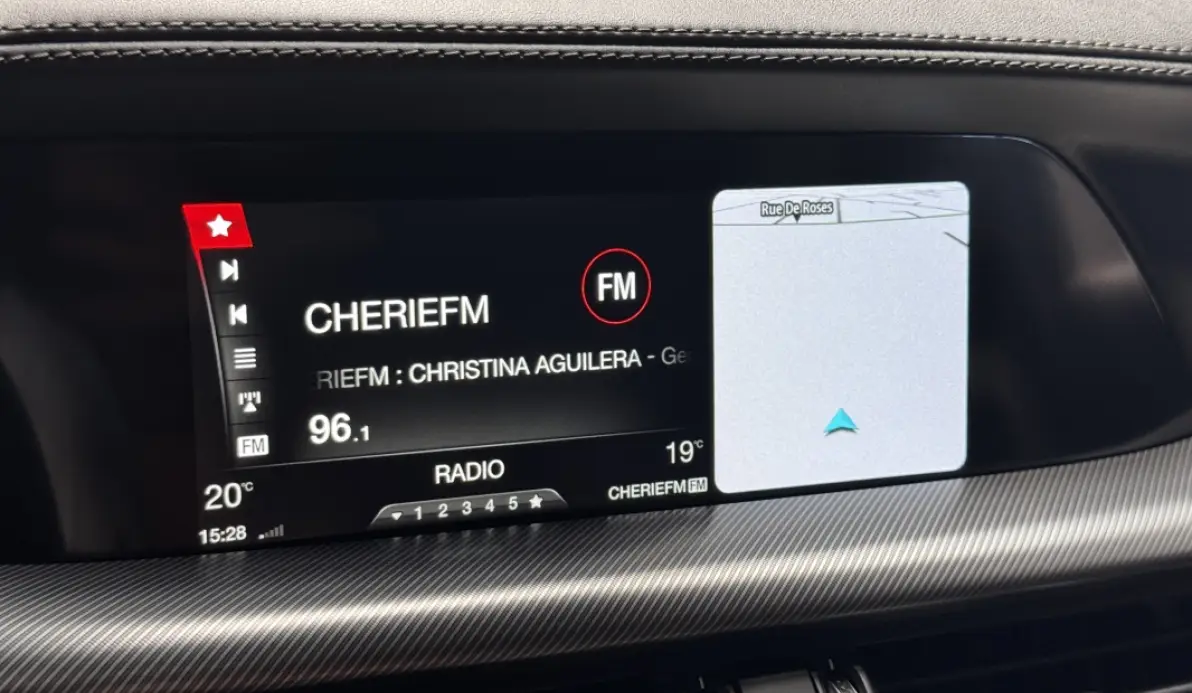 Rue De Roses
FM
CHERIEFM
RIEFM : CHRISTINA AGUILERA - Ge
96.1
FM
19°C
RADIO
20°C
CHERIEFM FM
1 2 3 4 5
15:28